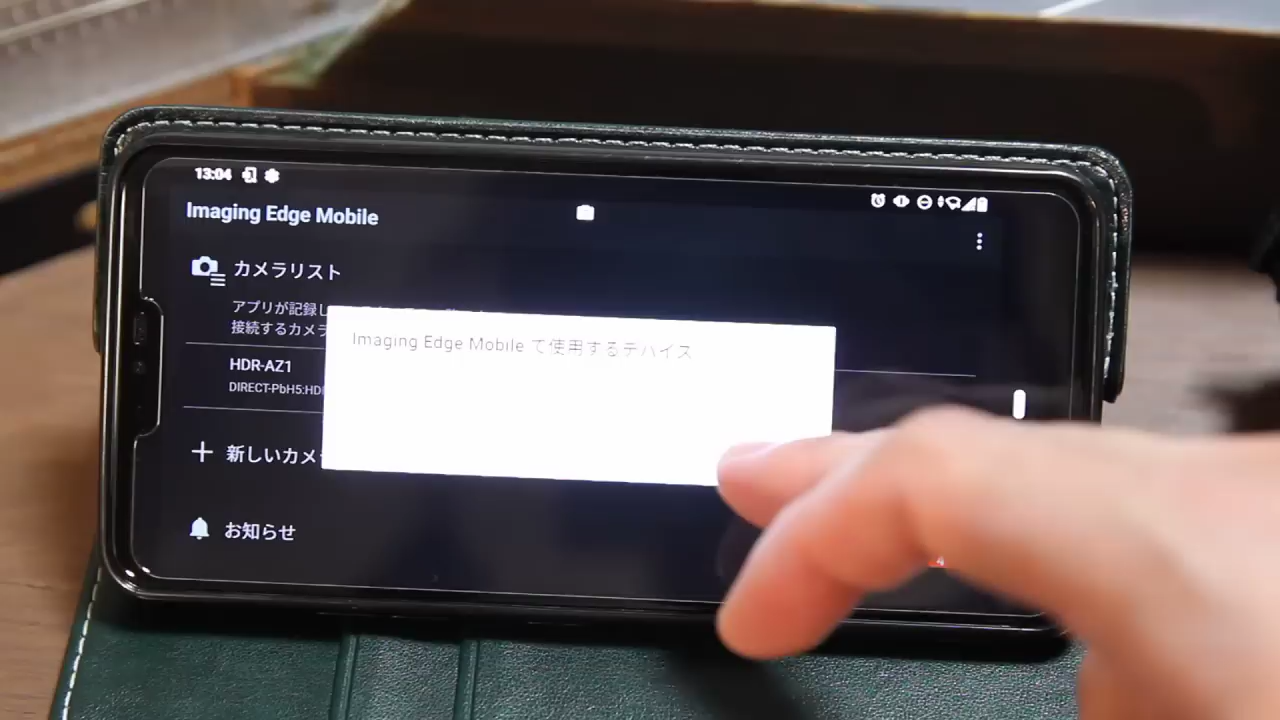 13:04
Imaging Edge Mobile
カメラリスト
アプリが記録し
接続するカメラ
Imaging Edge Mobile で使用するデバイス
HDR-AZ1
DIRECT-PbH5:HD
新しいカメ
お知らせ